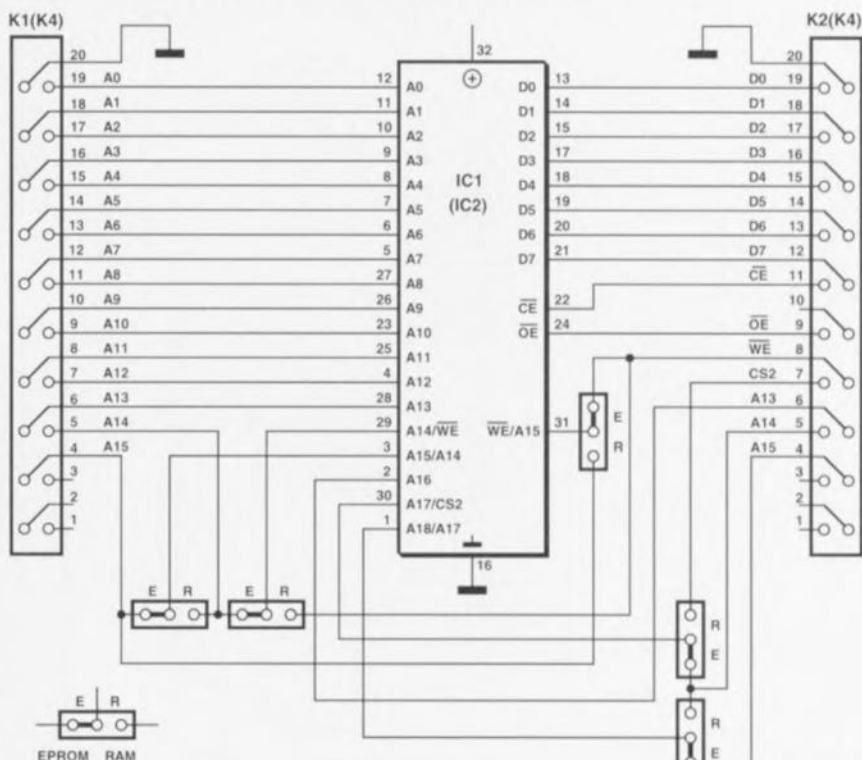 K1(K4)
K2(K4)
32
20
19 A0 12 A0
18 A1 11 A1
17 A2 10 A2
16 A3 9 A3
15 A4 8 A4
14 A5 7 A5
13 A6 6 A6
12 A7 5 A7
11 A8 27 A8
10 A9 26 A9
9 A10 23 A10
8 A11 25 A11
7 A12 4 A12
6 A13 28 A13
5 A14 29 A14/W̅E̅
4 A15 3 A15/A14
3 2 A16
2 30 A17/CS2
1 1 A18/A17
IC1
(IC2)
20
D0 13 D0 19
D1 14 D1 18
D2 15 D2 17
D3 17 D3 16
D4 18 D4 15
D5 19 D5 14
D6 20 D6 13
D7 21 D7 12
C̅E̅ 11
C̅E̅ 22 10
O̅E̅ 24 O̅E̅ 9
W̅E̅ 8
CS2 7
A13 6
W̅E̅/A15 31 A14 5
A15 4
3
2
1
E
R
16
E R
E R
R
E
R
E
E R
EPROM RAM